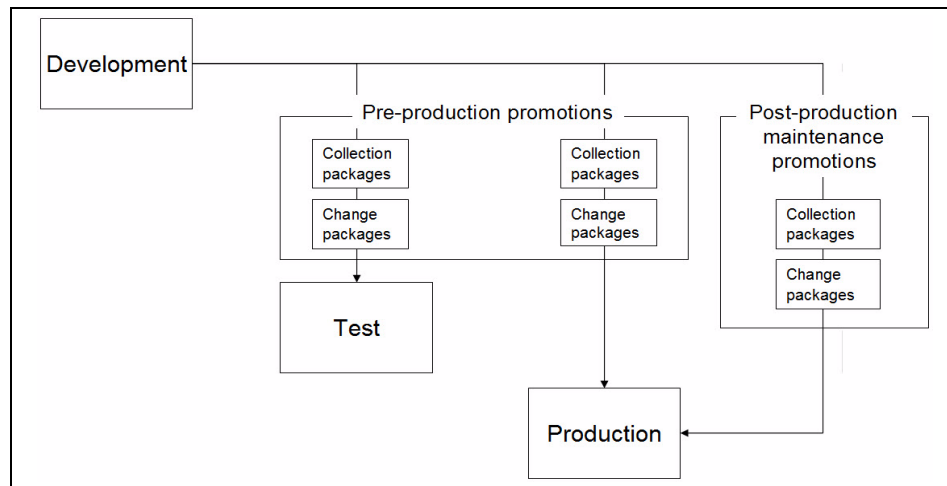 Development
Pre-production promotions
Post-production
maintenance
promotions
Collection
packages
Change
packages
Collection
packages
Change
packages
Collection
packages
Change
packages
Test
Production